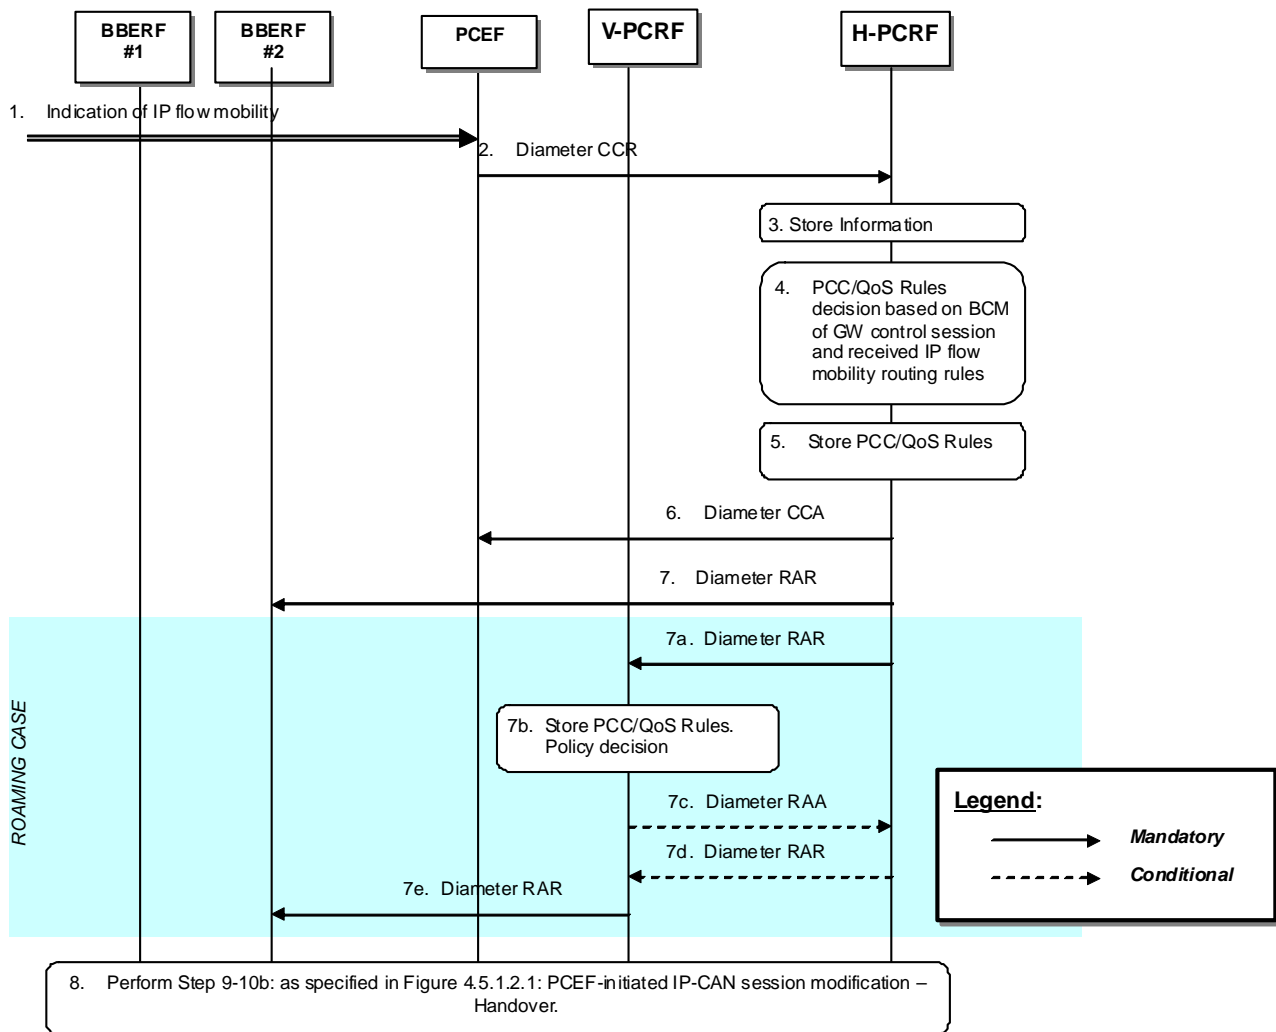 BBERF
#1
BBERF
#2
PCEF
V-PCRF
H-PCRF
1. Indication of IP flow mobility
2. Diameter CCR
3. Store Information
4. PCC/QoS Rules
decision based on BCM
of GW control session
and received IP flow
mobility routing rules
5. Store PCC/QoS Rules
6. Diameter CCA
7. Diameter RAR
7a. Diameter RAR
ROAMING CASE
7b. Store PCC/QoS Rules.
Policy decision
7c. Diameter RAA
7d. Diameter RAR
7e. Diameter RAR
Legend:
Mandatory
Conditional
8. Perform Step 9-10b: as specified in Figure 4.5.1.2.1: PCEF-initiated IP-CAN session modification –
Handover.